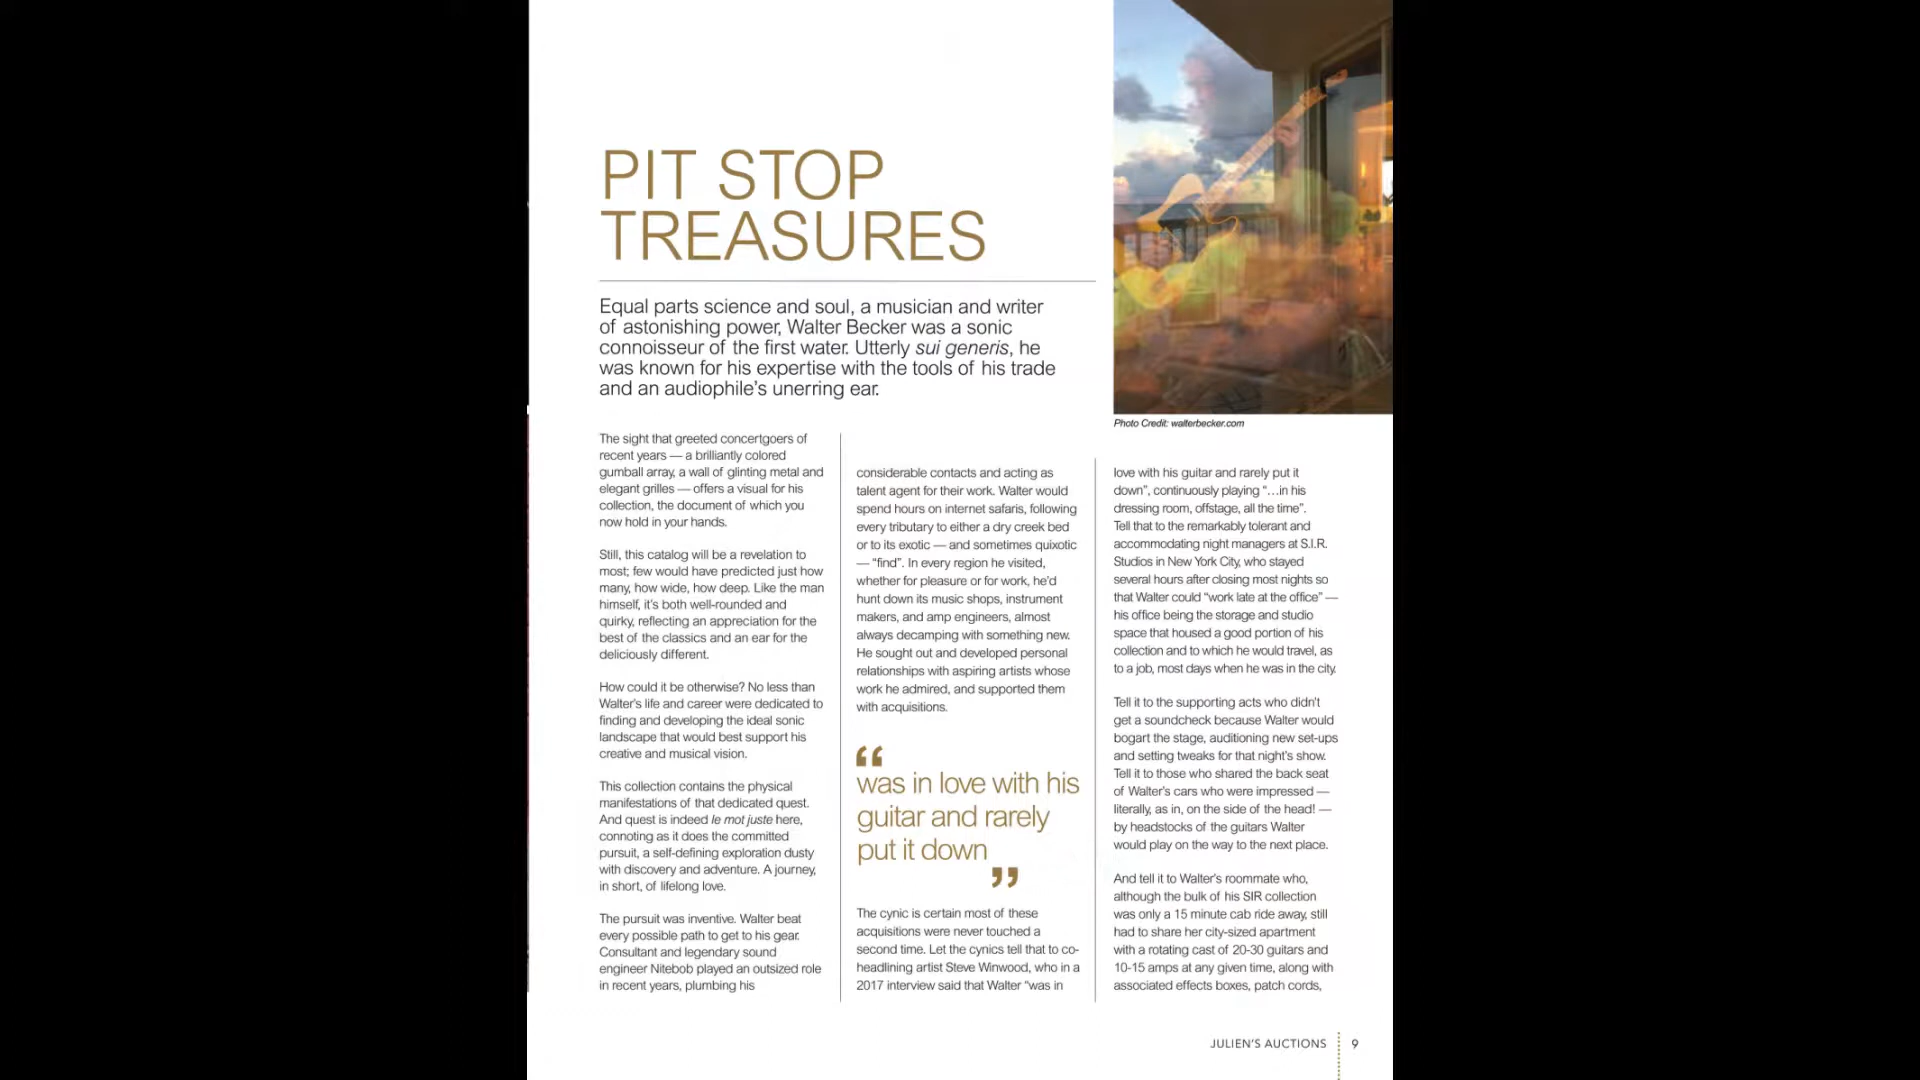 PIT STOP
TREASURES
Equal parts science and soul, a musician and writer
of astonishing power, Walter Becker was a sonic
connoisseur of the first water. Utterly sui generis, he
was known for his expertise with the tools of his trade
and an audiophile's unerring ear.
Photo Credit: walterbecker.com
The sight that greeted concertgoers of
recent years — a brilliantly colored
gumball array, a wall of glinting metal and
elegant grilles — offers a visual for his
collection, the document of which you
now hold in your hands.
Still, this catalog will be a revelation to
most; few would have predicted just how
many, how wide, how deep. Like the man
himself, it's both well-rounded and
quirky, reflecting an appreciation for the
best of the classics and an ear for the
deliciously different.
How could it be otherwise? No less than
Walter's life and career were dedicated to
finding and developing the ideal sonic
landscape that would best support his
creative and musical vision.
This collection contains the physical
manifestations of that dedicated quest.
And quest is indeed le mot juste here,
connoting as it does the committed
pursuit, a self-defining exploration dusty
with discovery and adventure. A journey,
in short, of lifelong love.
The pursuit was inventive. Walter beat
every possible path to get to his gear.
Consultant and legendary sound
engineer Nitebob played an outsized role
in recent years, plumbing his
considerable contacts and acting as
talent agent for their work. Walter would
spend hours on internet safaris, following
every tributary to either a dry creek bed
or to its exotic — and sometimes quixotic
— “find”. In every region he visited,
whether for pleasure or for work, he'd
hunt down its music shops, instrument
makers, and amp engineers, almost
always decamping with something new.
He sought out and developed personal
relationships with aspiring artists whose
work he admired, and supported them
with acquisitions.
“
was in love with his
guitar and rarely
put it down
”
The cynic is certain most of these
acquisitions were never touched a
second time. Let the cynics tell that to co-
headlining artist Steve Winwood, who in a
2017 interview said that Walter “was in
love with his guitar and rarely put it
down”, continuously playing “…in his
dressing room, offstage, all the time”.
Tell that to the remarkably tolerant and
accommodating night managers at S.I.R.
Studios in New York City, who stayed
several hours after closing most nights so
that Walter could “work late at the office” —
his office being the storage and studio
space that housed a good portion of his
collection and to which he would travel, as
to a job, most days when he was in the city.
Tell it to the supporting acts who didn't
get a soundcheck because Walter would
bogart the stage, auditioning new set-ups
and setting tweaks for that night's show.
Tell it to those who shared the back seat
of Walter's cars who were impressed —
literally, as in, on the side of the head! —
by headstocks of the guitars Walter
would play on the way to the next place.
And tell it to Walter's roommate who,
although the bulk of his SIR collection
was only a 15 minute cab ride away, still
had to share her city-sized apartment
with a rotating cast of 20-30 guitars and
10-15 amps at any given time, along with
associated effects boxes, patch cords,
JULIEN'S AUCTIONS 9